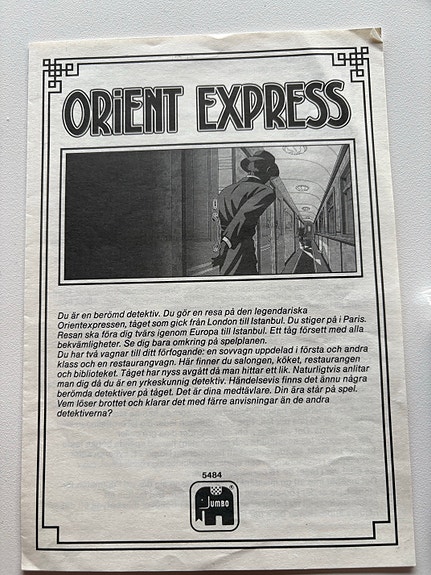 ORiENT EXPRESS
Du är en berömd detektiv. Du gör en resa på den legendariska
Orientexpressen, tåget som gick från London till Istanbul. Du stiger på i Paris.
Resan ska föra dig tvärs igenom Europa till Istanbul. Ett tåg försett med alla
bekvämligheter. Se dig bara omkring på spelplanen.
Du har två vagnar till ditt förfogande: en sovvagn uppdelad i första och andra
klass och en restaurangvagn. Här finner du salongen, köket, restaurangen
och biblioteket. Tåget har nyss avgått då man hittar ett lik. Naturligtvis anlitar
man dig då du är en yrkeskunnig detektiv. Händelsevis finns det ännu några
berömda detektiver på tåget. Det är dina medtävlare. Din ära står på spel.
Vem löser brottet och klarar det med färre anvisningar än de andra
detektiverna?
5484
JUMBO
®